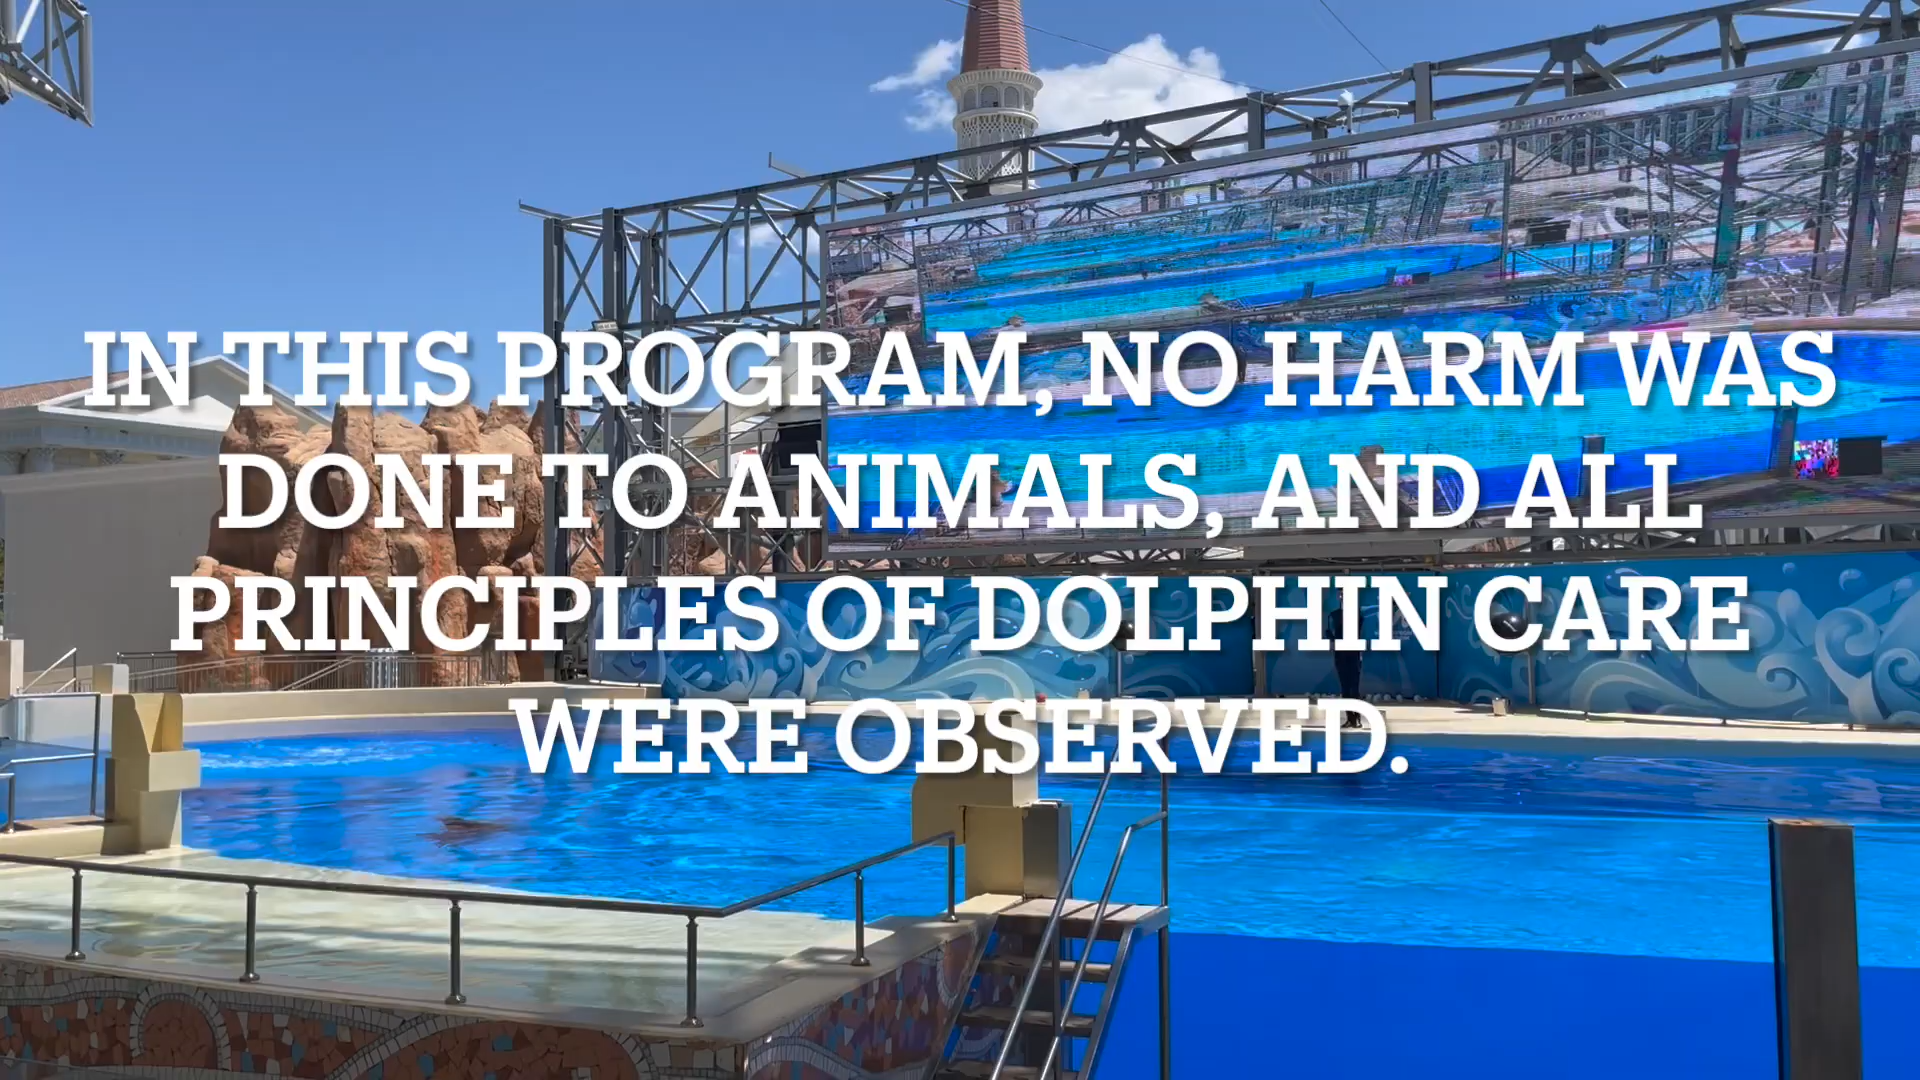 IN THIS PROGRAM, NO HARM WAS
DONE TO ANIMALS, AND ALL
PRINCIPLES OF DOLPHIN CARE
WERE OBSERVED.